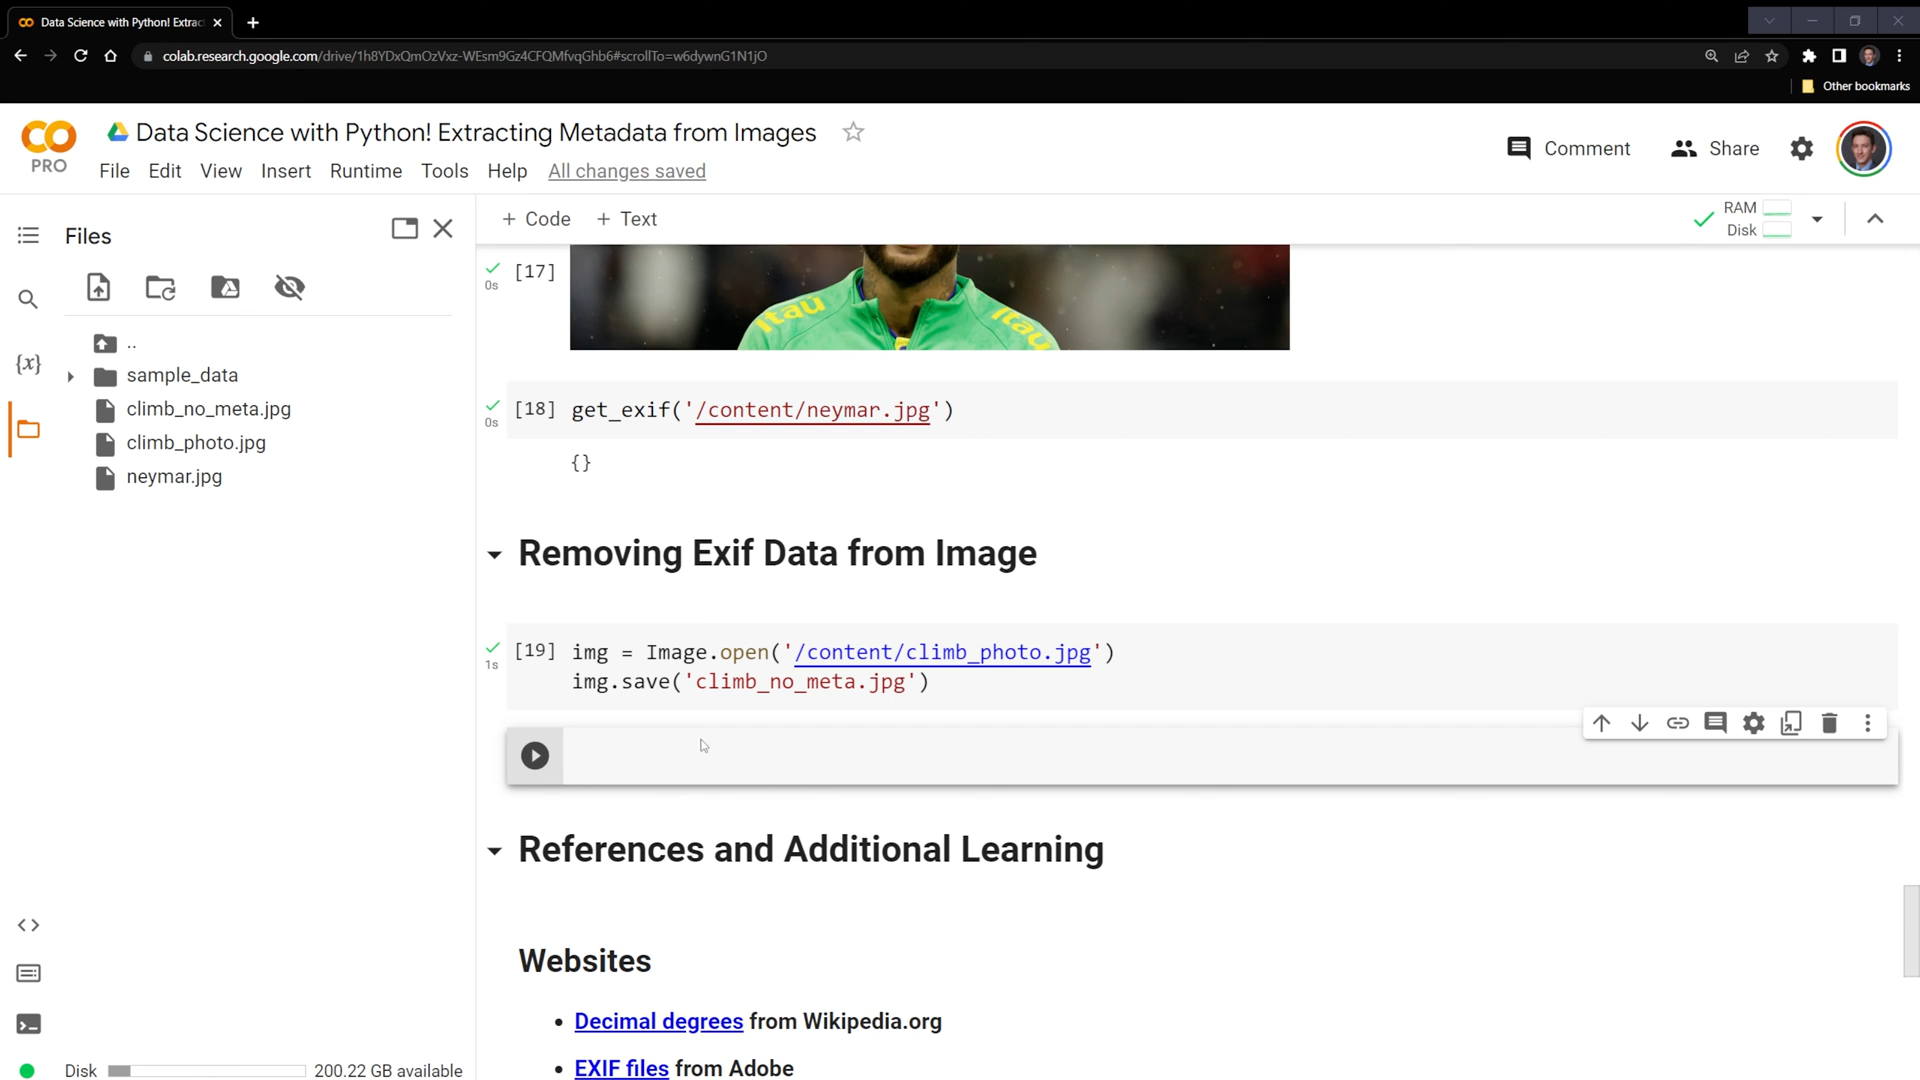 Data Science with Python! Extrac
colab.research.google.com/drive/1h8YDxQmOzVxz-WEsm9Gz4CFQMfvqGhb6#scrollTo=w6dywnG1N1jO
Other bookmarks
Data Science with Python! Extracting Metadata from Images
PRO
File Edit View Insert Runtime Tools Help All changes saved
Comment
Share
Files
+ Code + Text
RAM
Disk
..
sample_data
climb_no_meta.jpg
climb_photo.jpg
neymar.jpg
{x}
0s
[17]
Itaú Itaú
0s
[18] get_exif('/content/neymar.jpg')
{}
Removing Exif Data from Image
1s
[19] img = Image.open('/content/climb_photo.jpg')
img.save('climb_no_meta.jpg')
References and Additional Learning
Websites
• Decimal degrees from Wikipedia.org
• EXIF files from Adobe
Disk 200.22 GB available